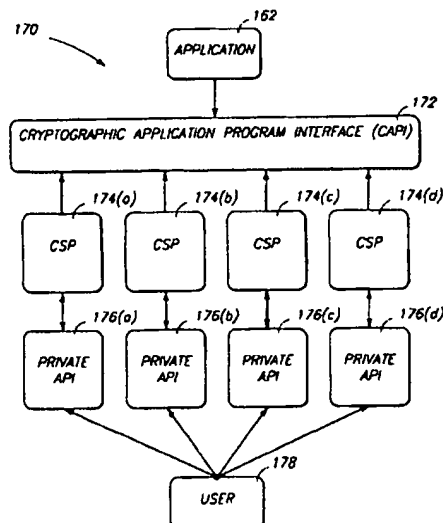 170
162
APPLICATION
172
CRYPTOGRAPHIC APPLICATION PROGRAM INTERFACE (CAPI)
174(a) 174(b) 174(c) 174(d)
CSP CSP CSP CSP
176(a) 176(b) 176(c) 176(d)
PRIVATE API PRIVATE API PRIVATE API PRIVATE API
178
USER